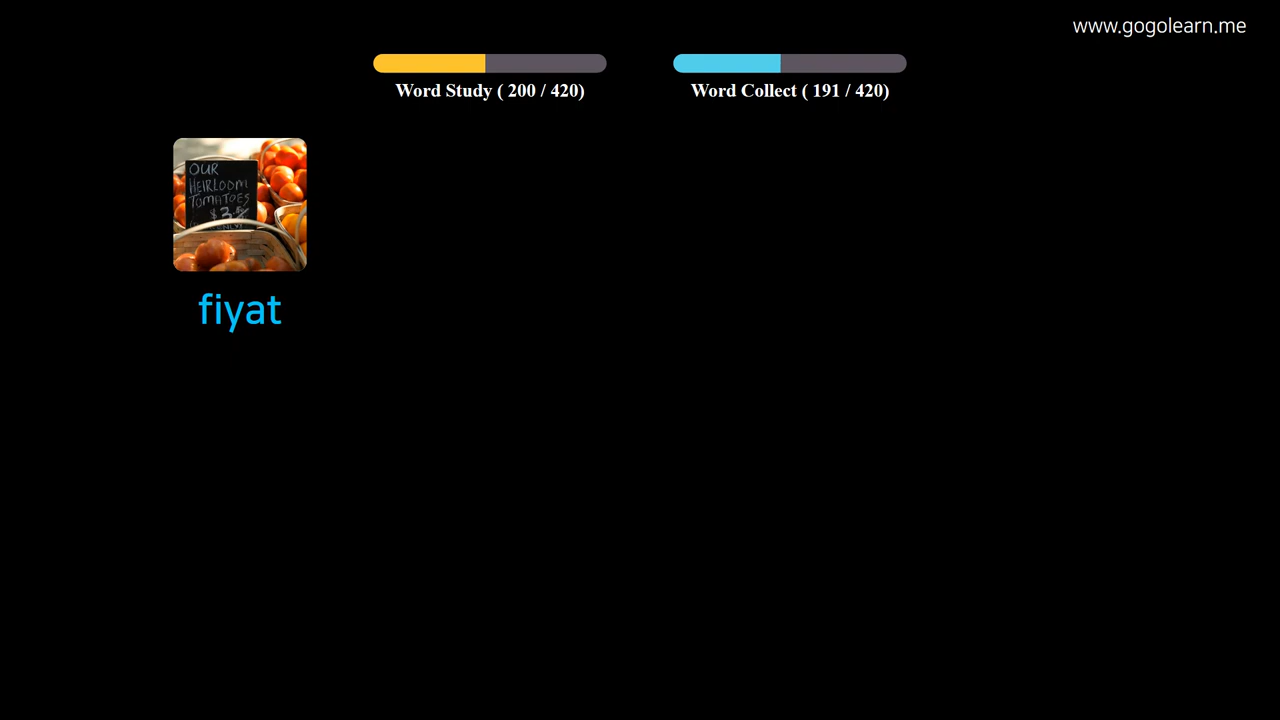 www.gogolearn.me
Word Study ( 200 / 420)
Word Collect ( 191 / 420)
OUR
HEIRLOOM
TOMATOES
fiyat